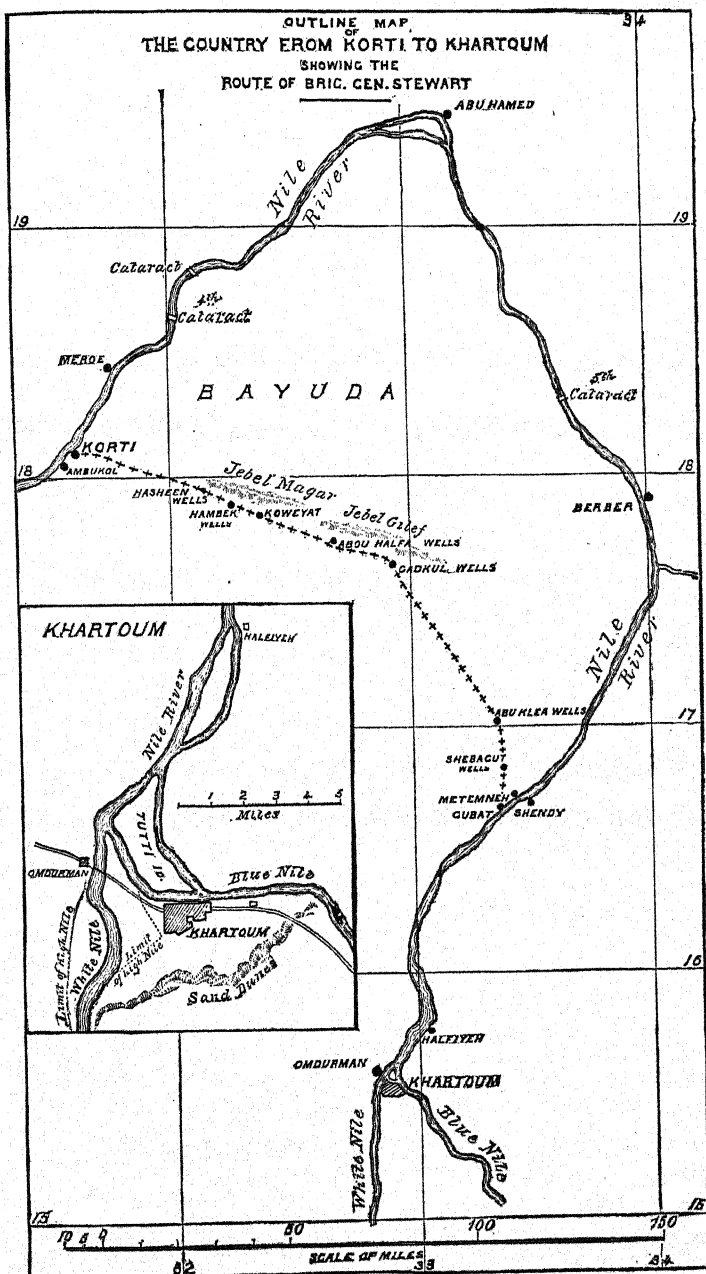 OUTLINE MAP
OF
THE COUNTRY FROM KORTI TO KHARTOUM
SHOWING THE
ROUTE OF BRIG. GEN. STEWART
34
ABU HAMED
Nile
River
19
19
Cataract
4th
Cataract
MEROE
BAYUDA
5th
Cataract
KORTI
18
AMBUKOL
18
Jebel Magar
HASHEEN
WELLS
HAMBEK
WELLS
KOWEYAT
Jebel Gilef
ABOU HALFA WELLS
GADKUL WELLS
BERBER
Nile
River
ABU KLEA WELLS
17
SHEBACUT
WELLS
METEMNEH
GUBAT
SHENDY
KHARTOUM
HALFIYEH
Nile River
1 2 3 4 5
Miles
TUTTI ID.
OMDURMAN
Blue Nile
KHARTOUM
Limit
of high Nile
Limit of high Nile
White Nile
Sand Dunes
16
HALFIYEH
OMDURMAN
KHARTOUM
White Nile
Blue Nile
15
15
10 5 0 50 100 150
SCALE OF MILES
32 33 34